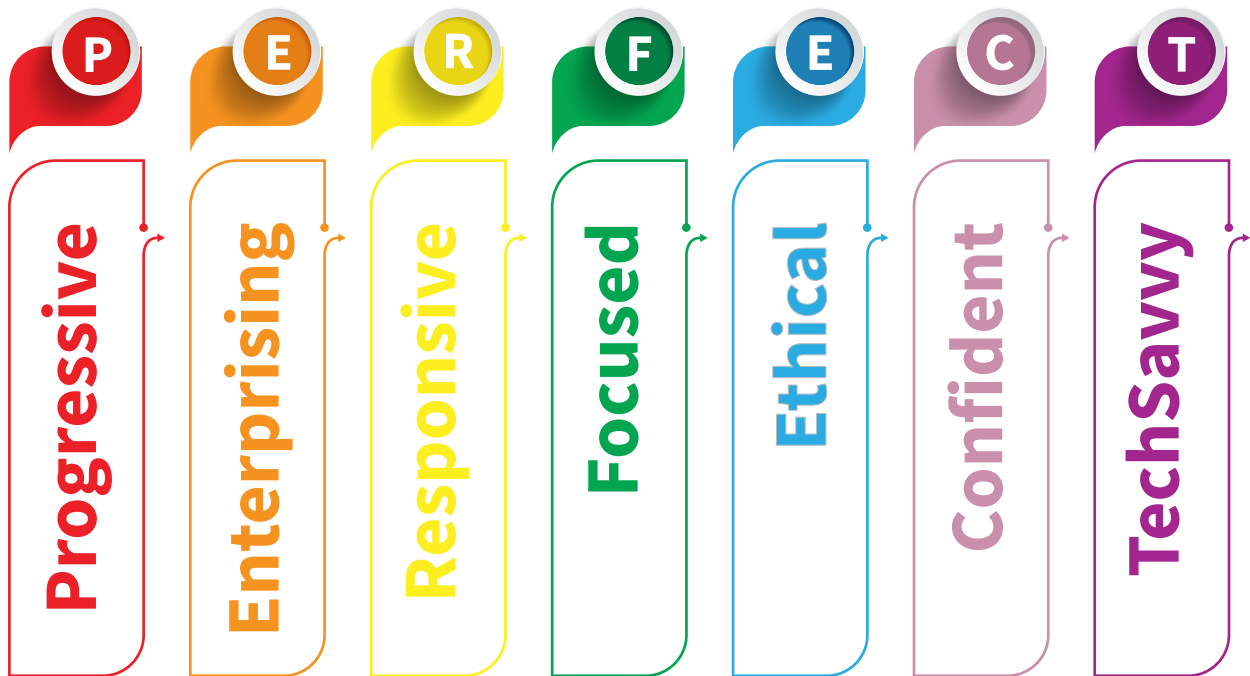 P
E
R
F
E
C
T
Progressive
Enterprising
Responsive
Focused
Ethical
Confident
TechSavvy